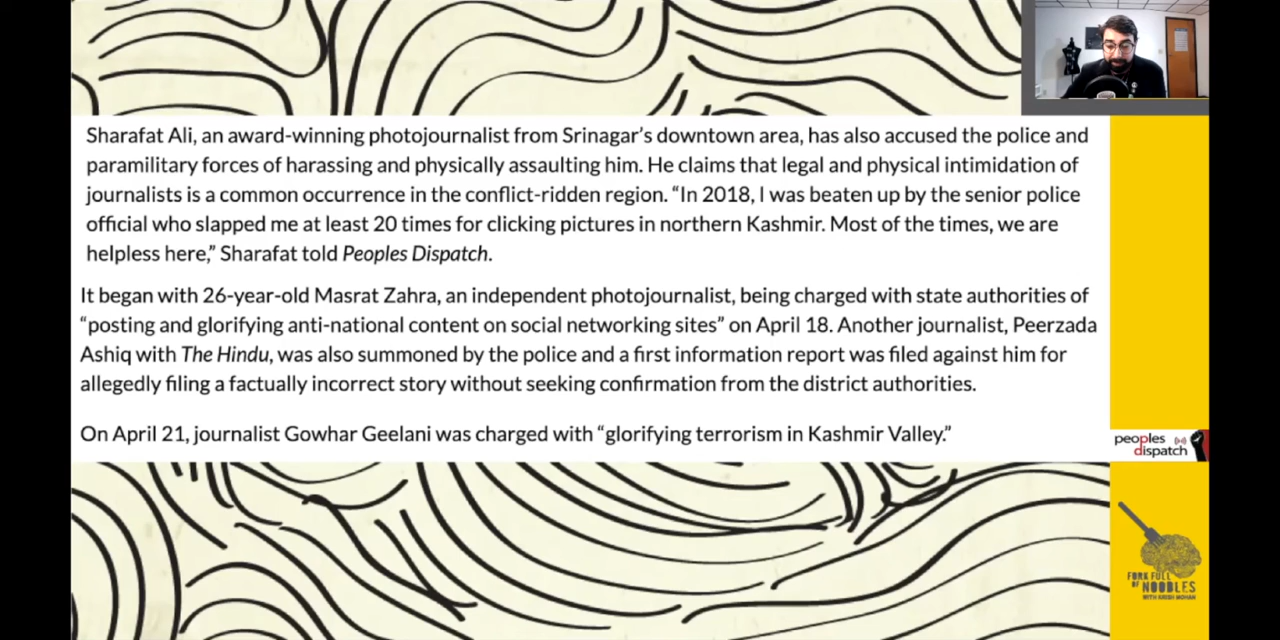 Sharafat Ali, an award-winning photojournalist from Srinagar's downtown area, has also accused the police and
paramilitary forces of harassing and physically assaulting him. He claims that legal and physical intimidation of
journalists is a common occurrence in the conflict-ridden region. “In 2018, I was beaten up by the senior police
official who slapped me at least 20 times for clicking pictures in northern Kashmir. Most of the times, we are
helpless here,” Sharafat told Peoples Dispatch.
It began with 26-year-old Masrat Zahra, an independent photojournalist, being charged with state authorities of
“posting and glorifying anti-national content on social networking sites” on April 18. Another journalist, Peerzada
Ashiq with The Hindu, was also summoned by the police and a first information report was filed against him for
allegedly filing a factually incorrect story without seeking confirmation from the district authorities.
On April 21, journalist Gowhar Geelani was charged with “glorifying terrorism in Kashmir Valley.”
peoples
dispatch
FORK FULL
OF NOODLES
WITH KRISH MOHAN